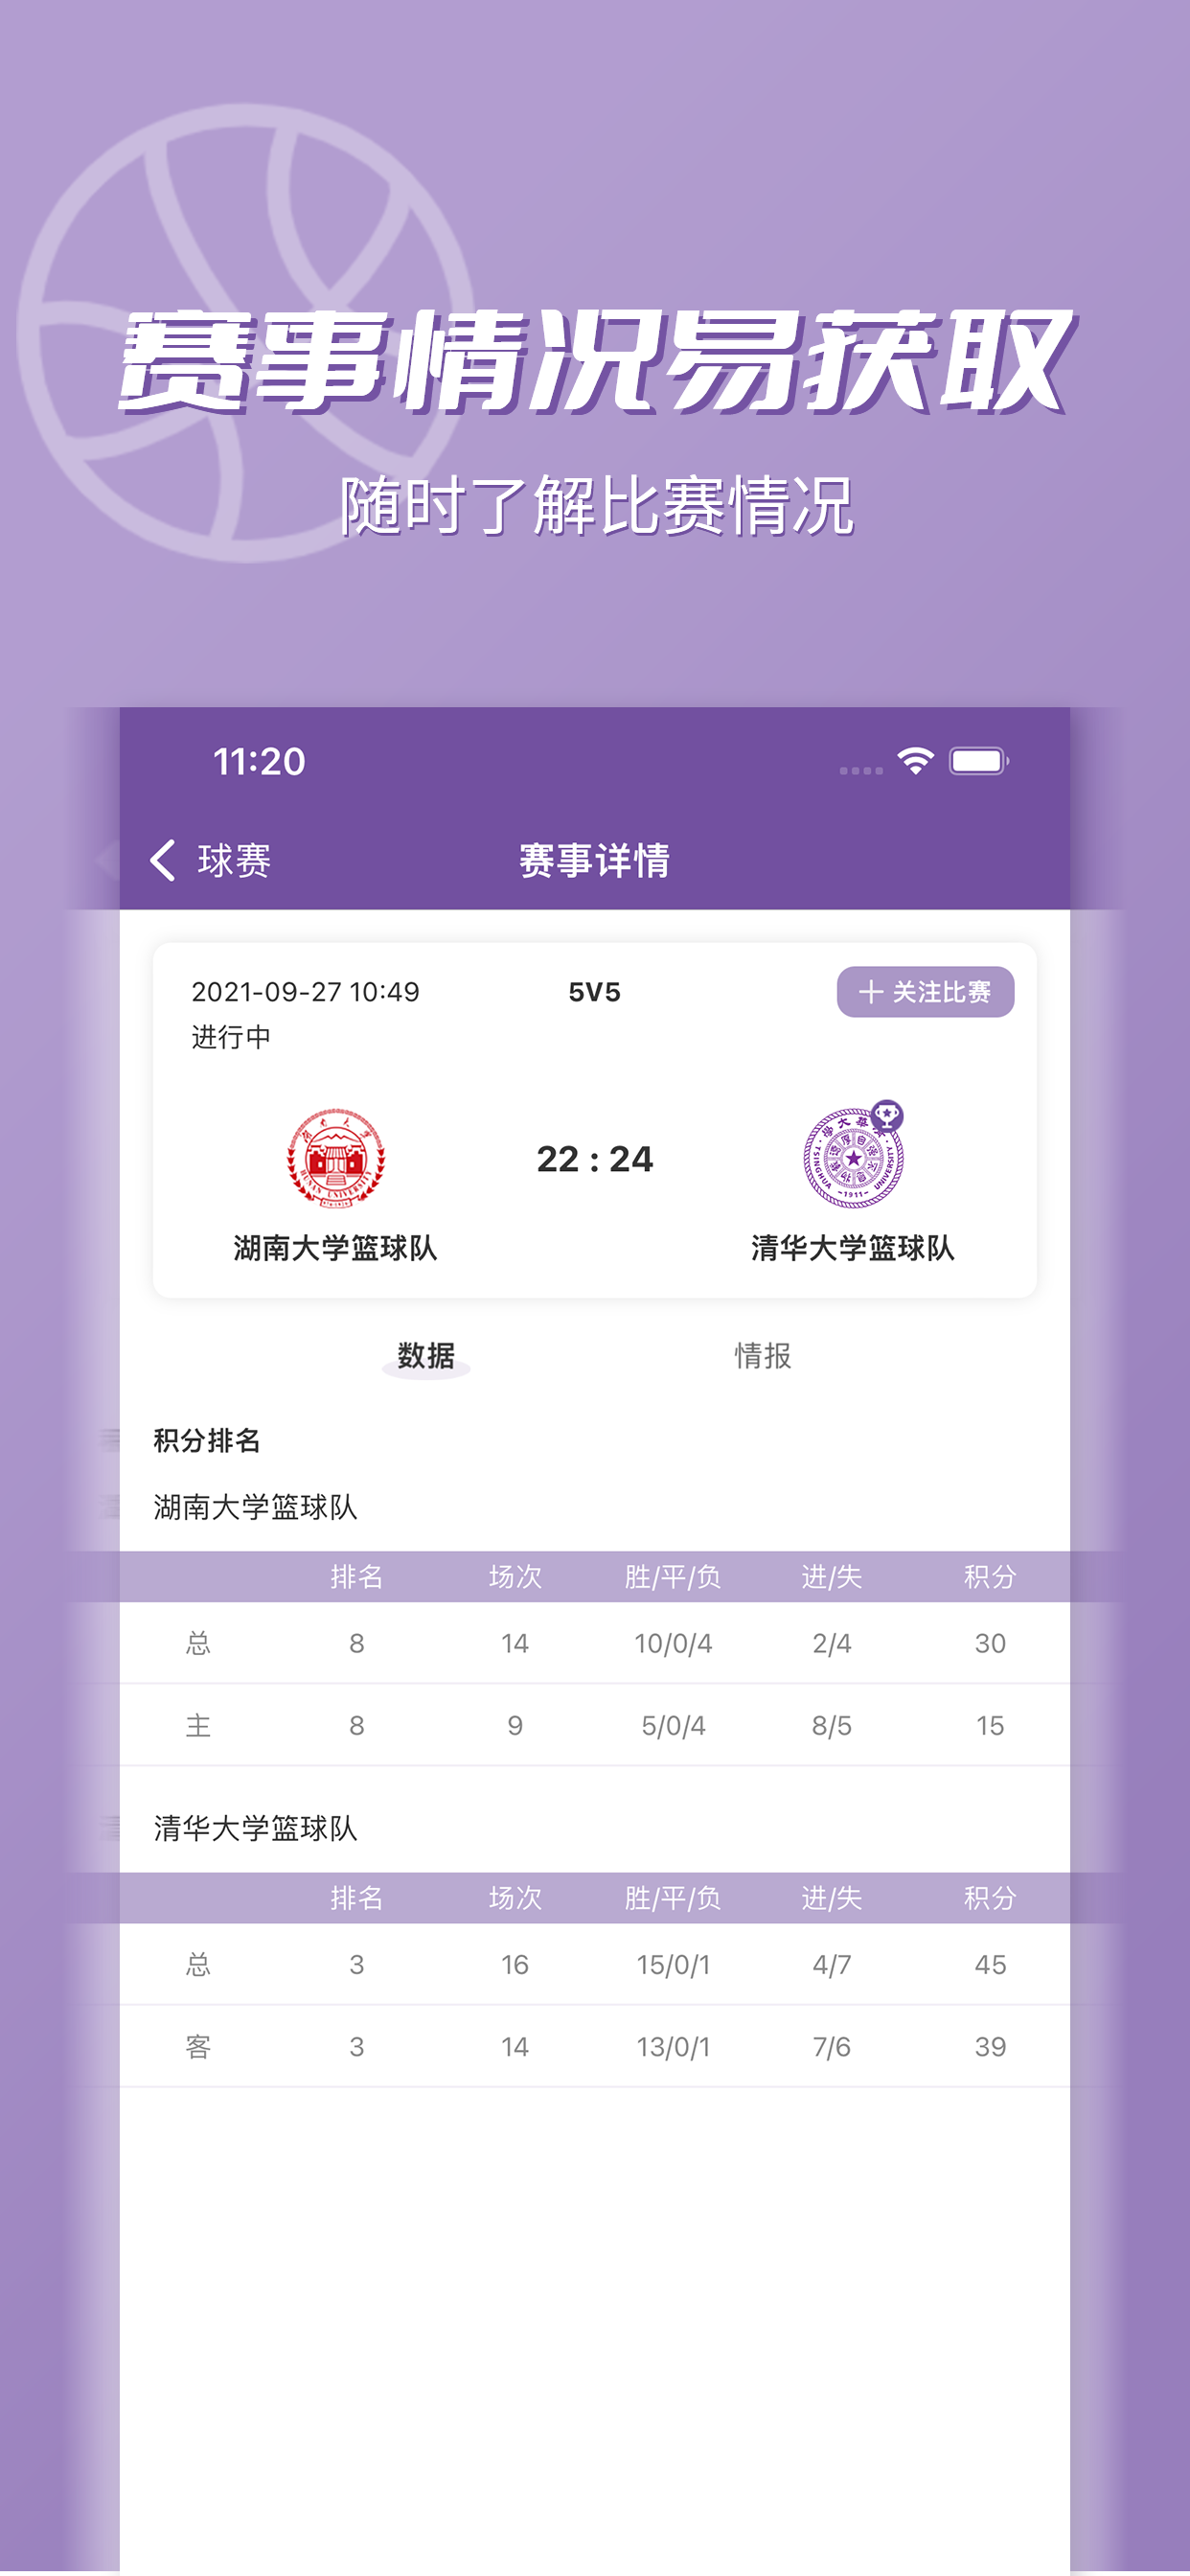 赛事情况易获取
随时了解比赛情况
11:20
球赛 赛事详情
2021-09-27 10:49 5V5 关注比赛
进行中
22 : 24
HUNAN UNIVERSITY
TSINGHUA UNIVERSITY
1911
湖南大学篮球队 清华大学篮球队
数据 情报
积分排名
湖南大学篮球队
排名 场次 胜/平/负 进/失 积分
总 8 14 10/0/4 2/4 30
主 8 9 5/0/4 8/5 15
清华大学篮球队
排名 场次 胜/平/负 进/失 积分
总 3 16 15/0/1 4/7 45
客 3 14 13/0/1 7/6 39